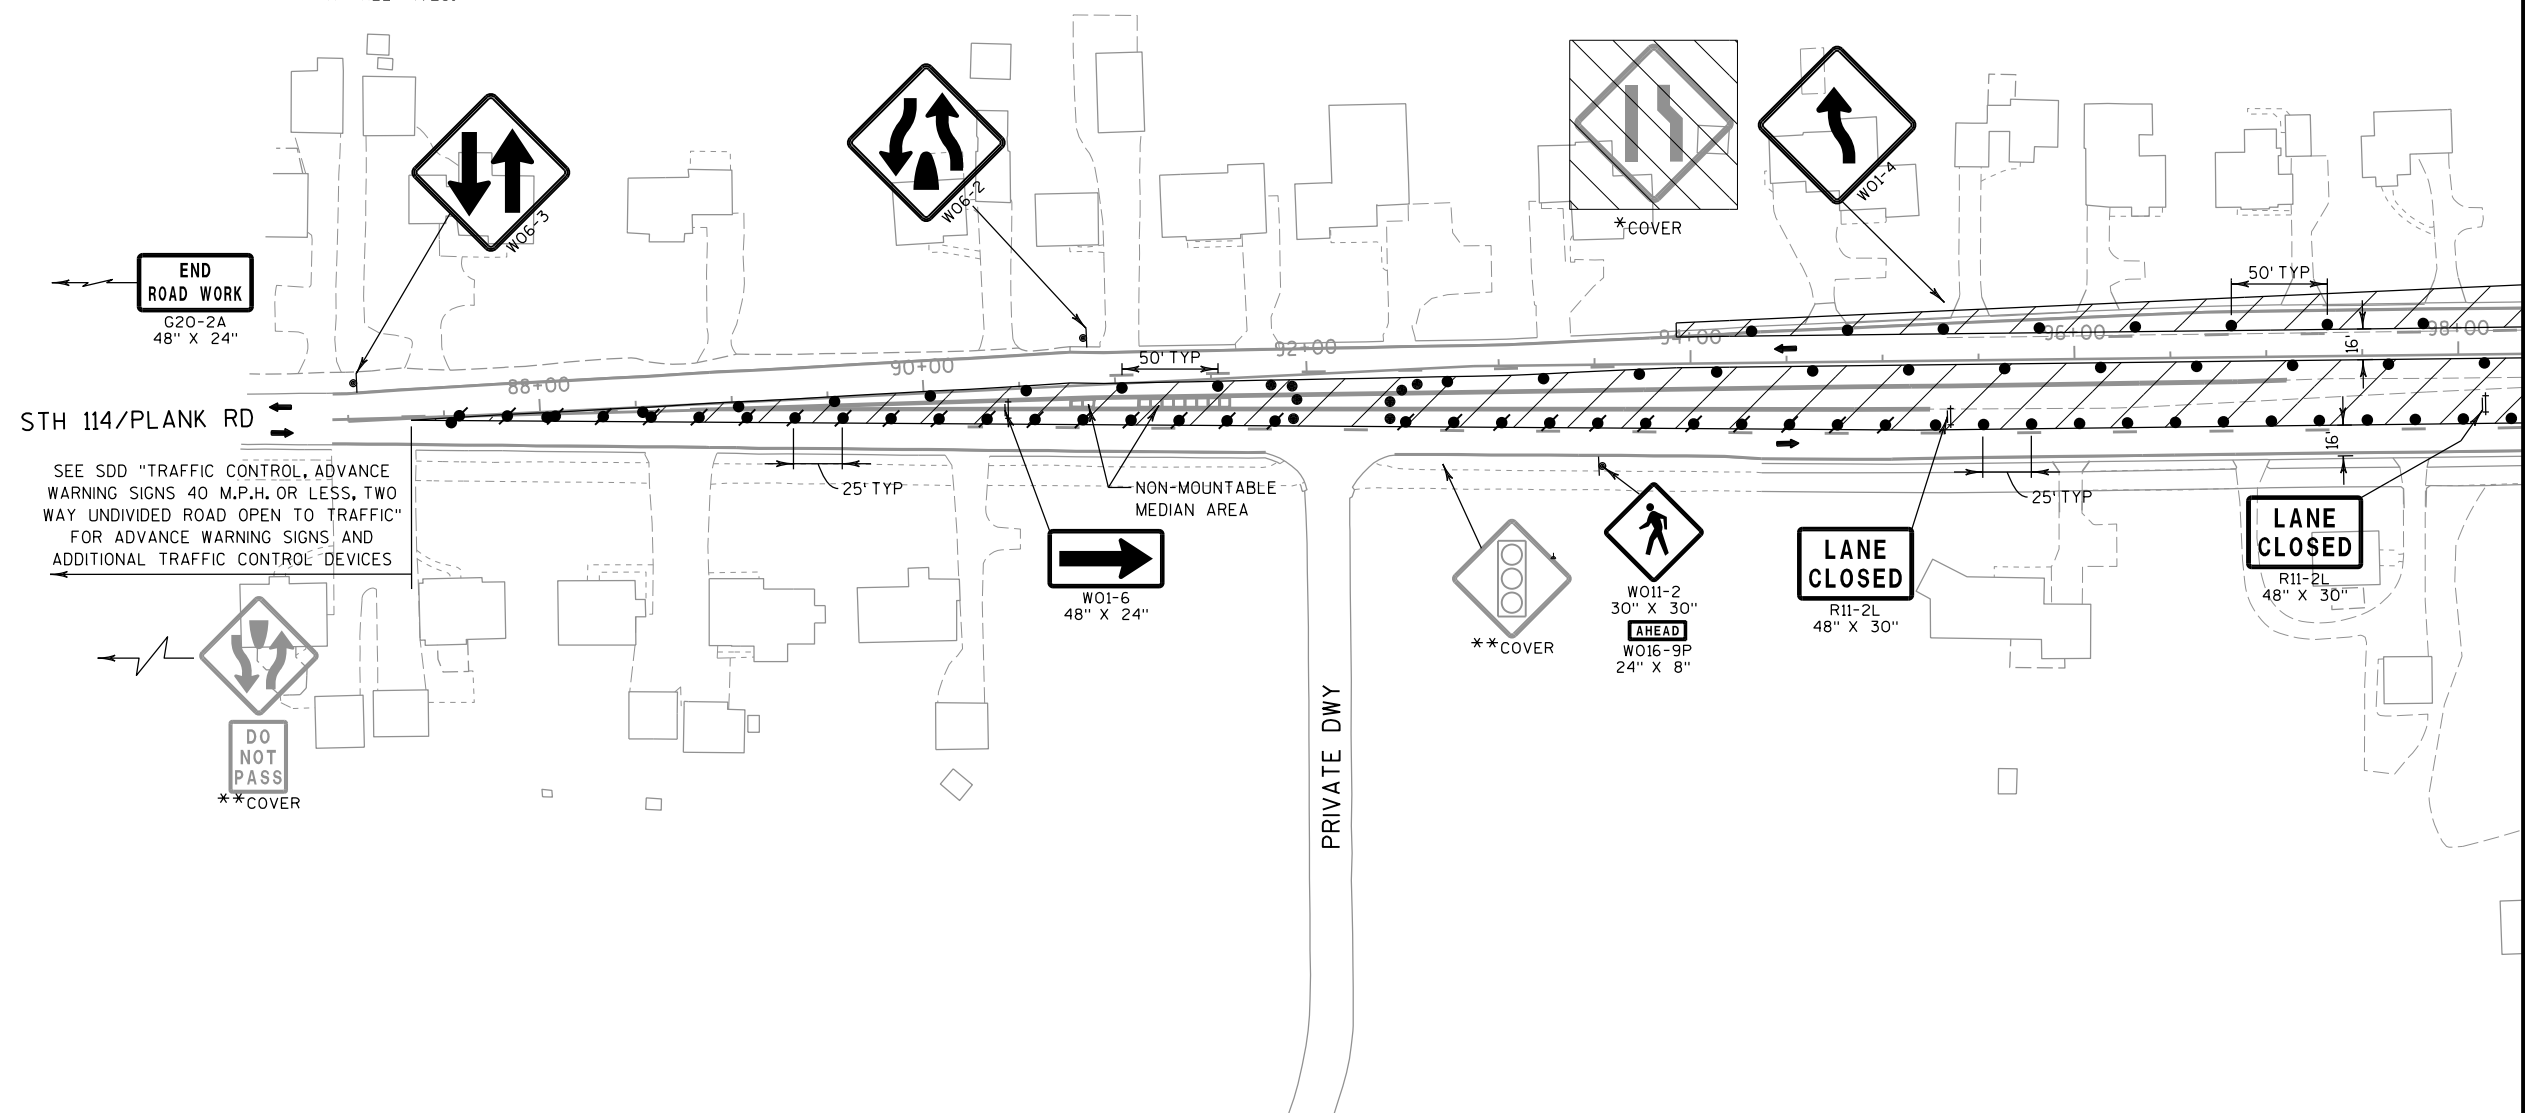 W06-3
W06-2
*COVER
W01-4
END
ROAD WORK
G20-2A
48" X 24"
50' TYP
50' TYP
88+00
90+00
92+00
94+00
96+00
98+00
16'
16'
STH 114/PLANK RD
SEE SDD "TRAFFIC CONTROL, ADVANCE
WARNING SIGNS 40 M.P.H. OR LESS, TWO
WAY UNDIVIDED ROAD OPEN TO TRAFFIC"
FOR ADVANCE WARNING SIGNS AND
ADDITIONAL TRAFFIC CONTROL DEVICES
25' TYP
NON-MOUNTABLE
MEDIAN AREA
25' TYP
W01-6
48" X 24"
**COVER
W011-2
30" X 30"
AHEAD
W016-9P
24" X 8"
LANE
CLOSED
R11-2L
48" X 30"
LANE
CLOSED
R11-2L
48" X 30"
DO
NOT
PASS
**COVER
PRIVATE DWY